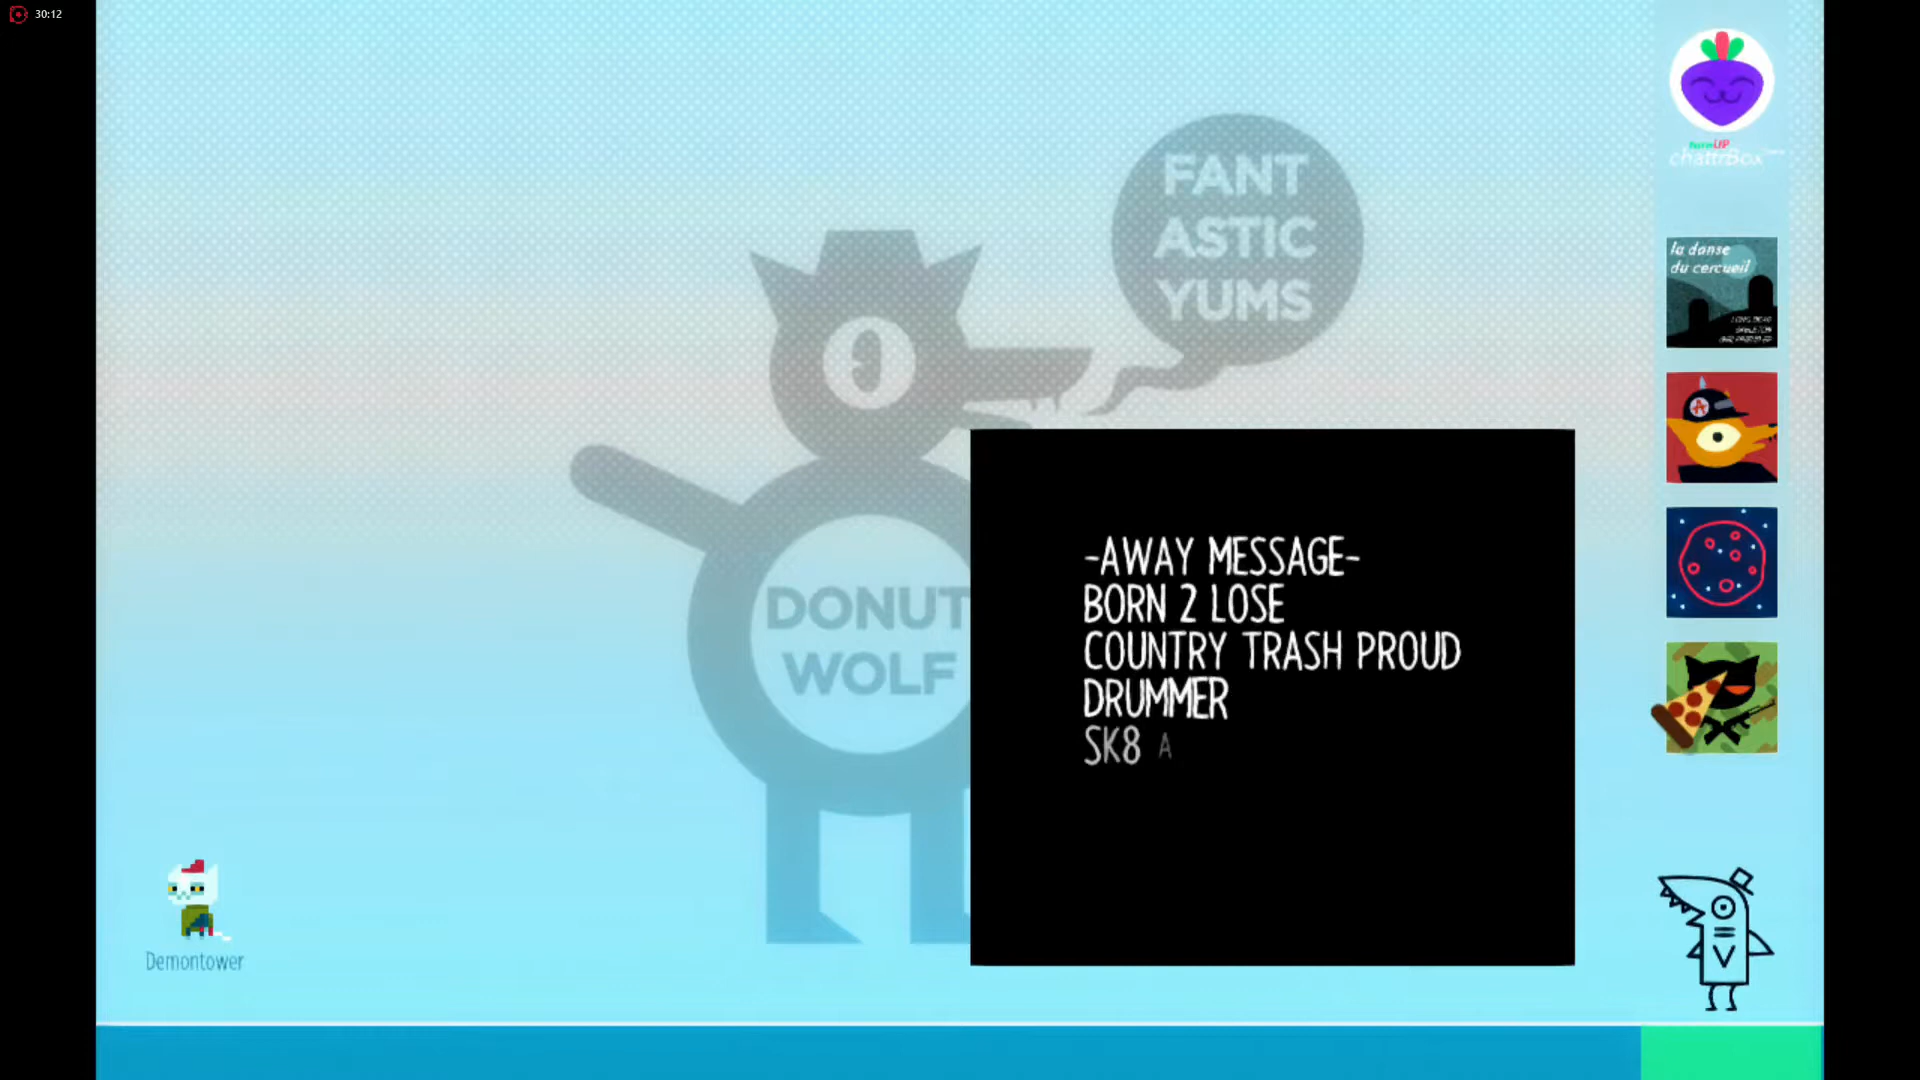 30:12
FANT
ASTIC
YUMS
DONUT
WOLF
chattrBox
la danse
du cercueil
-AWAY MESSAGE-
BORN 2 LOSE
COUNTRY TRASH PROUD
DRUMMER
SK8 A
Demontower